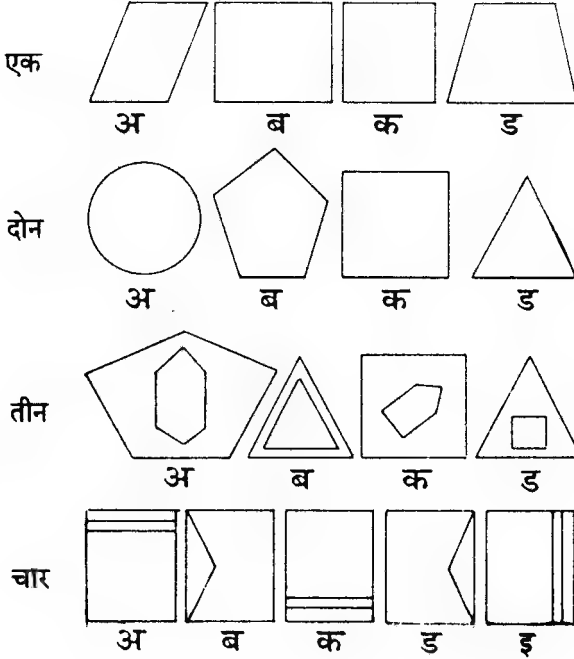 एक
अ ब क ड
दोन
अ ब क ड
तीन
अ ब क ड
चार
अ ब क ड इ